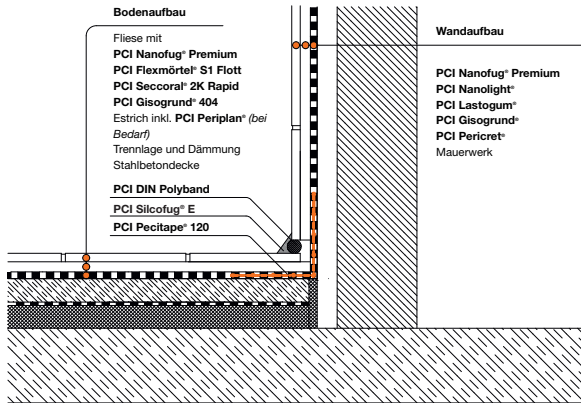 Bodenaufbau
Fliese mit
PCI Nanofug® Premium
PCI Flexmörtel® S1 Flott
PCI Seccoral® 2K Rapid
PCI Gisogrund® 404
Estrich inkl. PCI Periplan® (bei
Bedarf)
Trennlage und Dämmung
Stahlbetondecke
PCI DIN Polyband
PCI Silcofug® E
PCI Pecitape® 120
Wandaufbau
PCI Nanofug® Premium
PCI Nanolight®
PCI Lastogum®
PCI Gisogrund®
PCI Pericret®
Mauerwerk